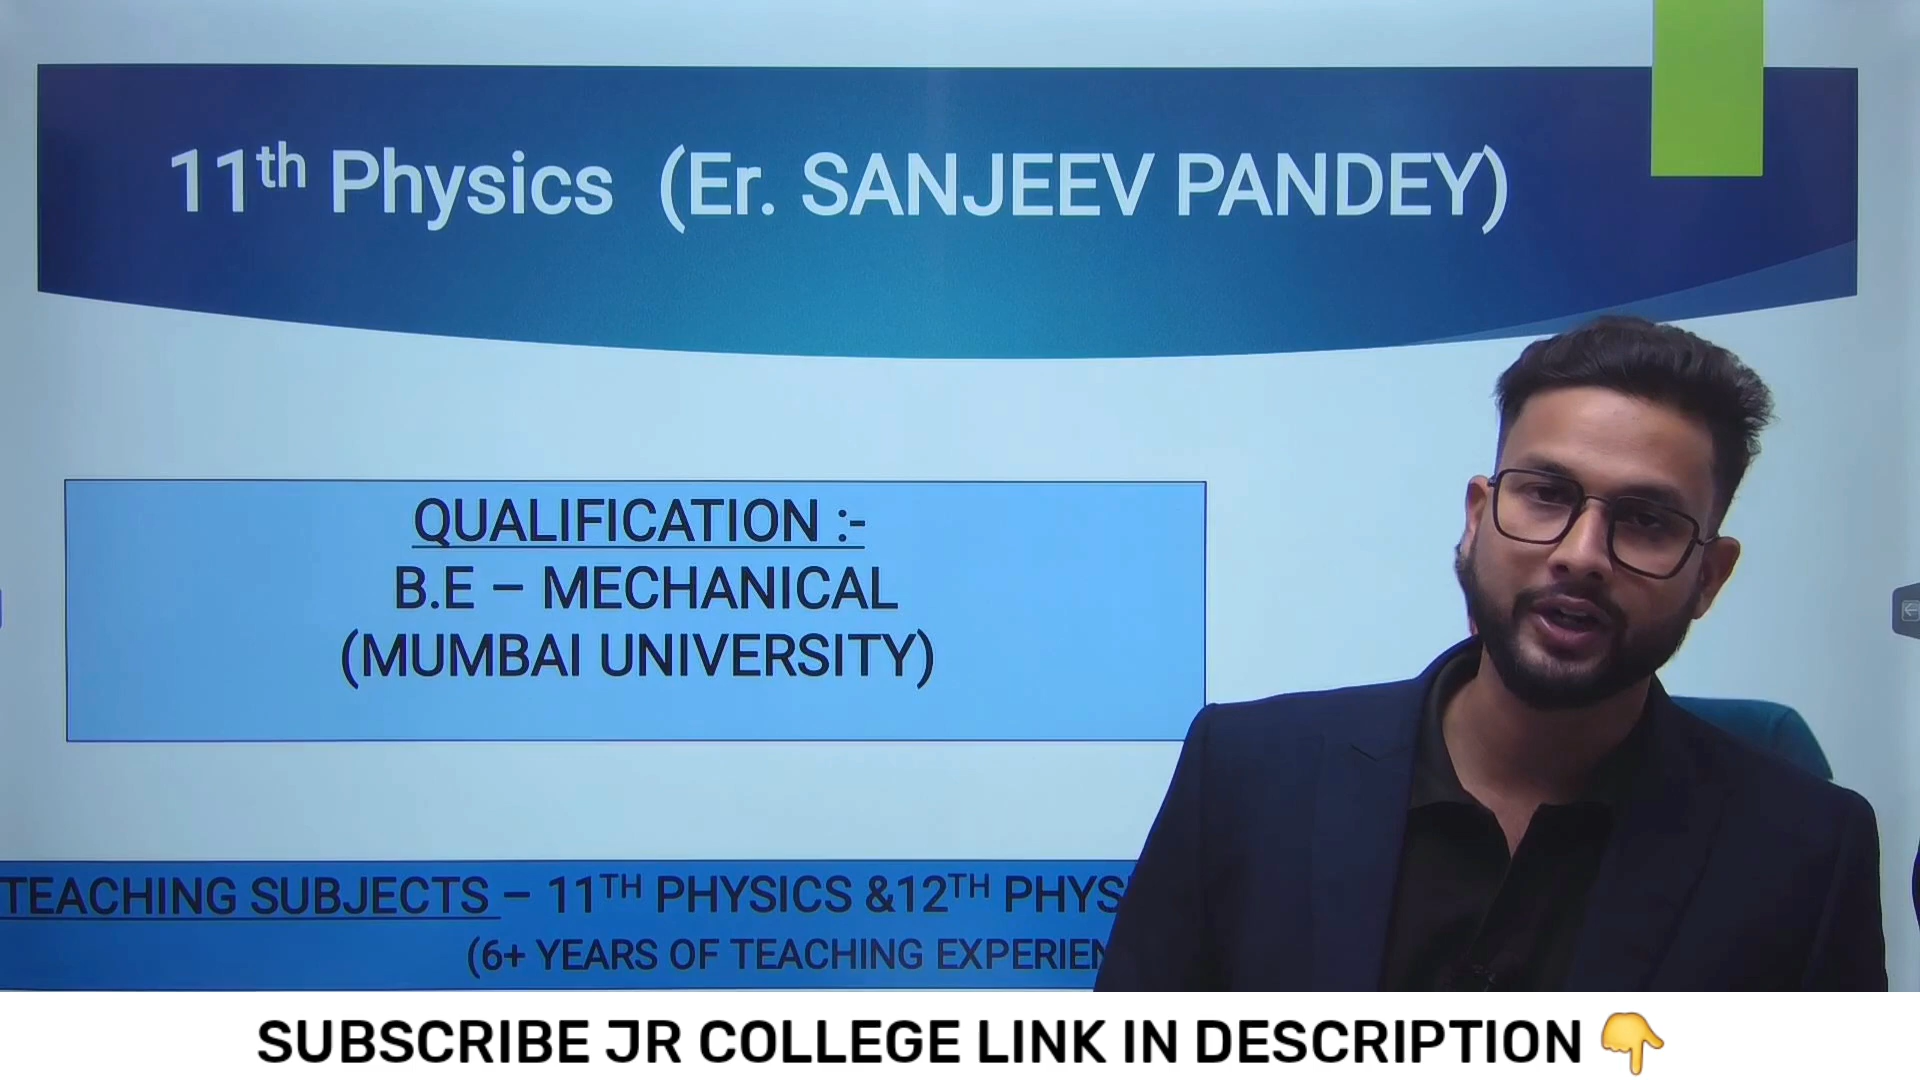 11th Physics (Er. SANJEEV PANDEY)
QUALIFICATION :-
B.E – MECHANICAL
(MUMBAI UNIVERSITY)
TEACHING SUBJECTS – 11TH PHYSICS &12TH
(6+ YEARS OF TEACHING
SUBSCRIBE JR COLLEGE LINK IN DESCRIPTION 👇